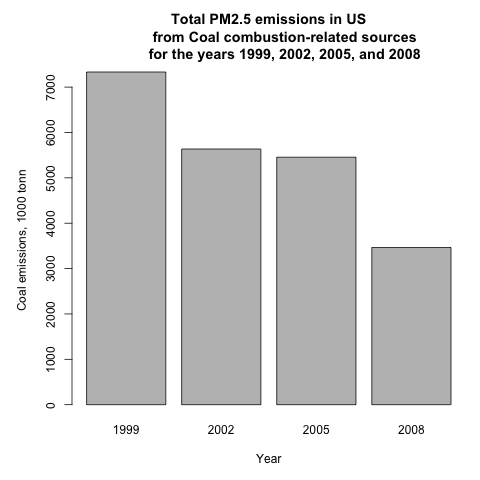 Total PM2.5 emissions in US
from Coal combustion-related sources
for the years 1999, 2002, 2005, and 2008
Coal emissions, 1000 tonn
7000
6000
5000
4000
3000
2000
1000
0
1999 2002 2005 2008
Year